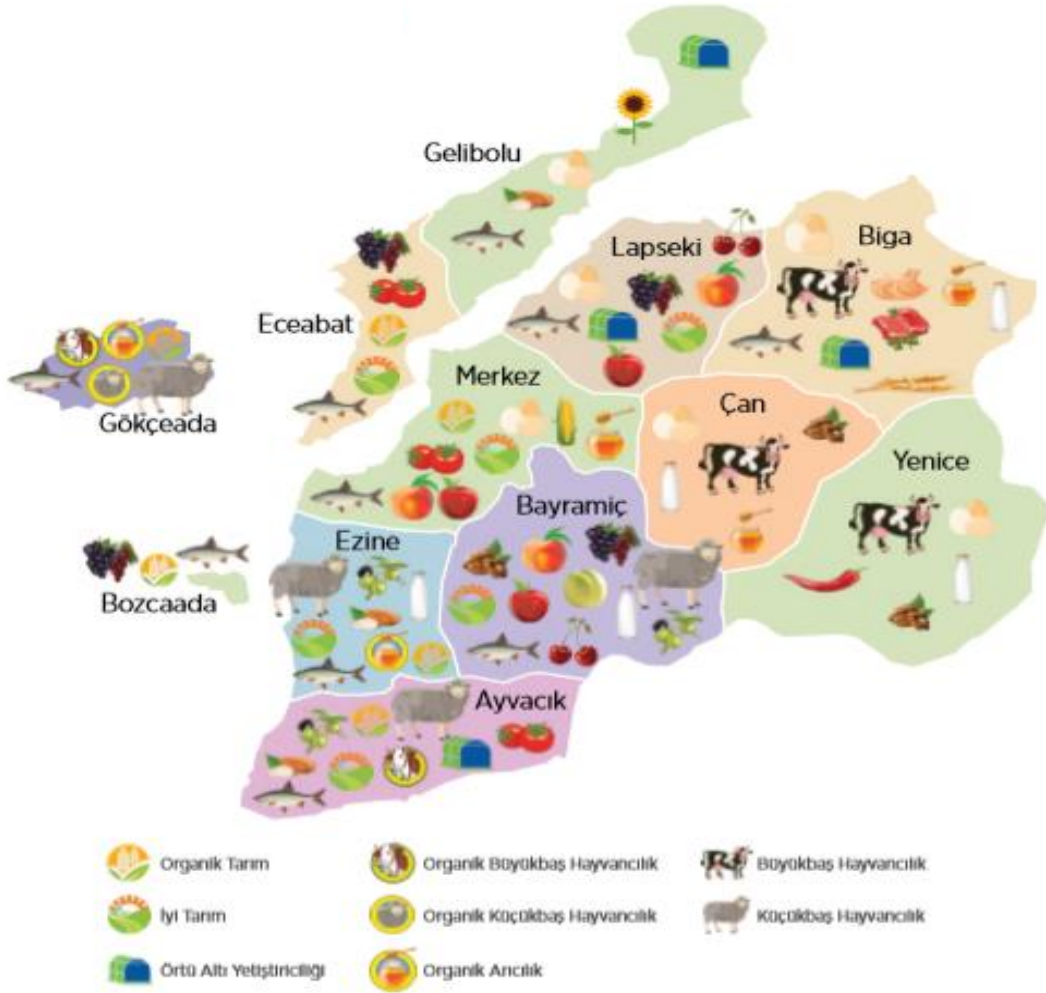 Gelibolu
Lapseki
Biga
Eceabat
Merkez
Çan
Gökçeada
Yenice
Bayramiç
Ezine
Bozcaada
Ayvacık
Organik Tarım
Organik Büyükbaş Hayvancılık
Büyükbaş Hayvancılık
İyi Tarım
Organik Küçükbaş Hayvancılık
Küçükbaş Hayvancılık
Örtü Altı Yetiştiriciliği
Organik Arıcılık